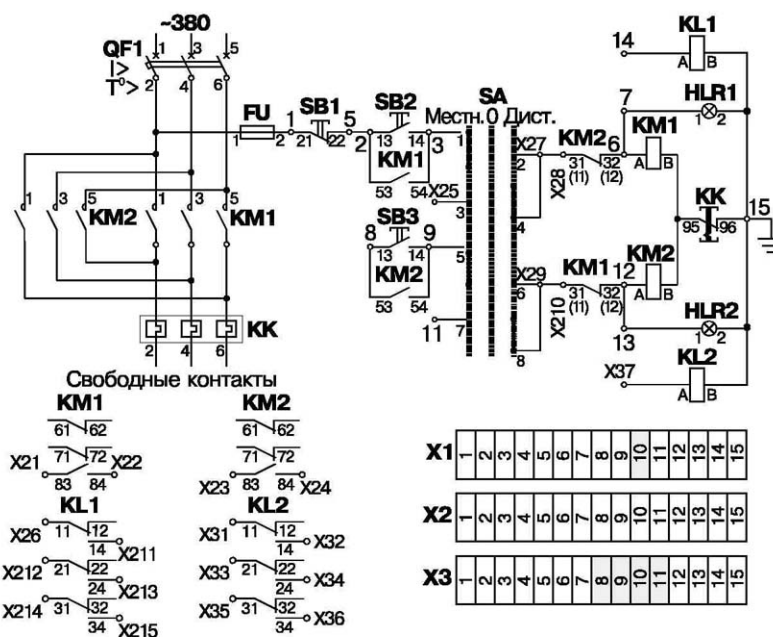 ~380
QF1
I>
T°>
1 3 5
2 4 6
FU
1 2
1
SB1
21 22
5
2
SB2
13 14
KM1
53 54
3
X25
8
SB3
13 14
KM2
53 54
9
11
SA
Местн. 0 Дист.
1
3
5
7
2
4
6
8
X27
X28
KM2
31 32
(11) (12)
6
7
14
KL1
A B
HLR1
1 2
KM1
A B
KK
95 96
15
X29
X210
KM1
31 32
(11) (12)
12
13
KM2
A B
HLR2
1 2
X37
KL2
A B
1 3 5
KM2
1 3 5
KM1
KK
2 4 6
Свободные контакты
KM1
61 62
71 72
X21 83 84 X22
KM2
61 62
71 72
X23 83 84 X24
KL1
X26 11 12
14 X211
X212 21 22
24 X213
X214 31 32
34 X215
KL2
X31 11 12
14 X32
X33 21 22
24 X34
X35 31 32
34 X36
X1 1 2 3 4 5 6 7 8 9 10 11 12 13 14 15
X2 1 2 3 4 5 6 7 8 9 10 11 12 13 14 15
X3 1 2 3 4 5 6 7 8 9 10 11 12 13 14 15